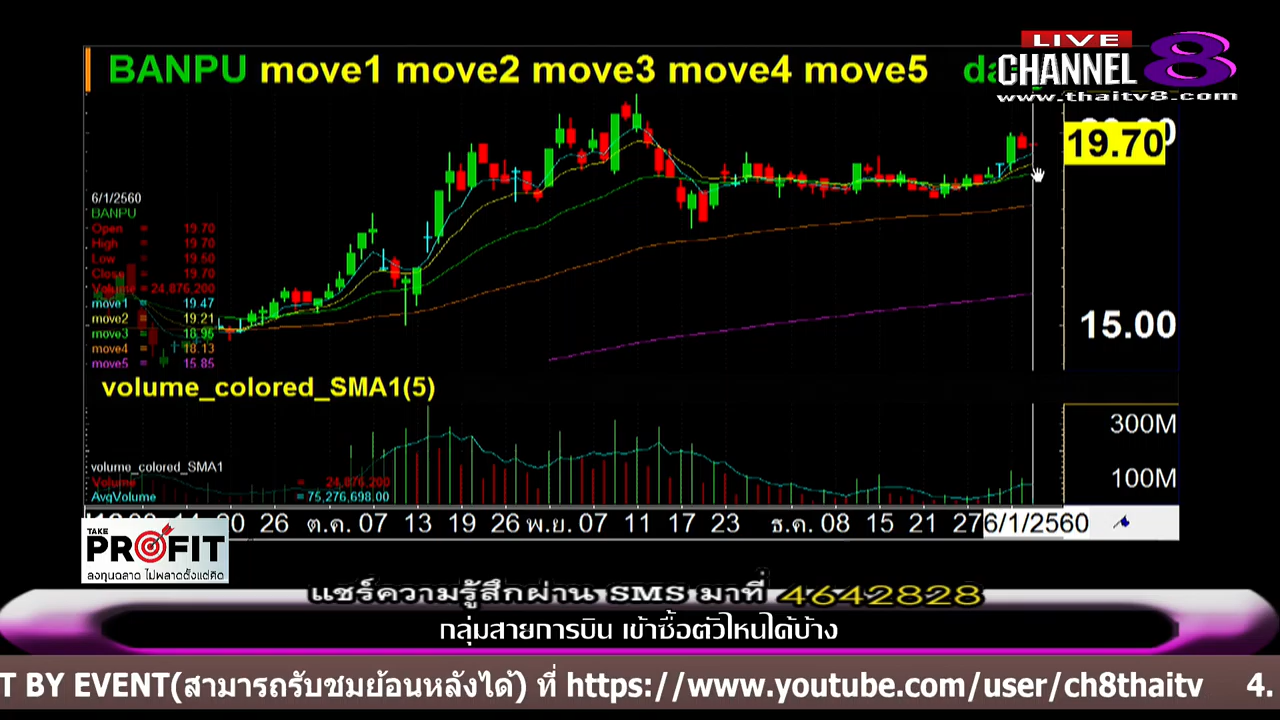 LIVE
CHANNEL 8
www.thaitv8.com
BANPU move1 move2 move3 move4 move5
19.70
15.00
6/1/2560
BANPU
Open = 19.70
High = 19.70
Low = 19.50
Close = 19.70
Volume = 24,876,200
move1 = 19.47
move2 = 19.21
move3 = 18.95
move4 = 18.13
move5 = 15.85
volume_colored_SMA1(5)
300M
100M
volume_colored_SMA1
Volume = 24,876,200
AvgVolume = 75,276,698.00
20 26 ต.ค. 07 13 19 26 พ.ย. 07 11 17 23 ธ.ค. 08 15 21 27 6/1/2560
TAKE
PROFIT
ลงทุนฉลาด ไม่พลาดตั้งแต่คิด
แชร์ความรู้สึกผ่าน SMS มาที่ 4642828
กลุ่มสายการบิน เข้าซื้อตัวไหนได้บ้าง
T BY EVENT(สามารถรับชมย้อนหลังได้) ที่ https://www.youtube.com/user/ch8thaitv 4.